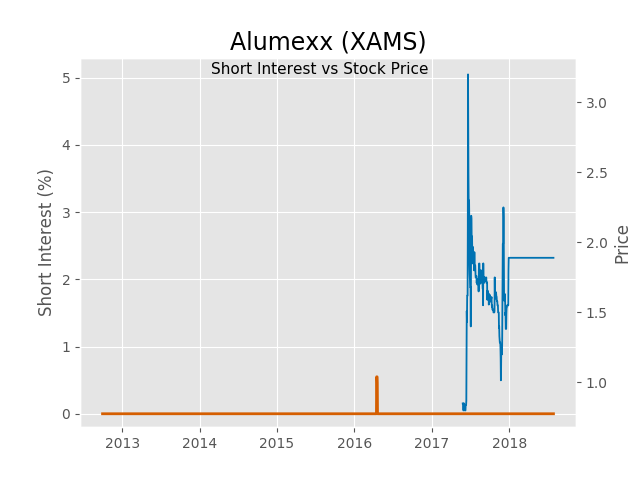 Alumexx (XAMS)
Short Interest vs Stock Price
Short Interest (%)
5
4
3
2
1
0
3.0
2.5
2.0
1.5
1.0
Price
2013 2014 2015 2016 2017 2018